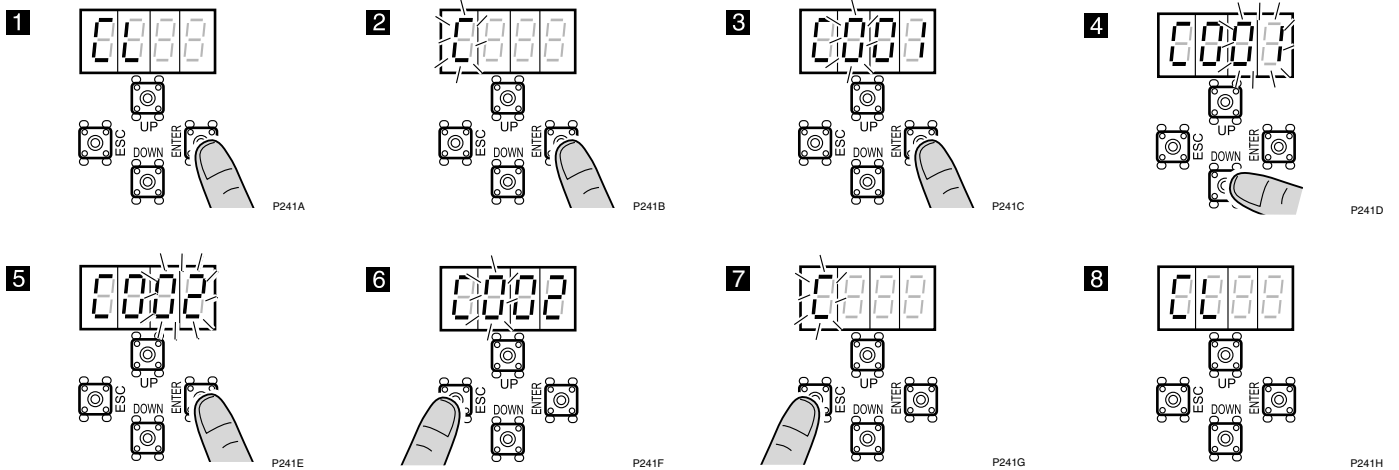 1
CL
UP
ESC
DOWN
ENTER
P241A
2
C
UP
ESC
DOWN
ENTER
P241B
3
C001
UP
ESC
DOWN
ENTER
P241C
4
C001
UP
ESC
DOWN
ENTER
P241D
5
C002
UP
ESC
DOWN
ENTER
P241E
6
C002
UP
ESC
DOWN
ENTER
P241F
7
C
UP
ESC
DOWN
ENTER
P241G
8
CL
UP
ESC
DOWN
ENTER
P241H